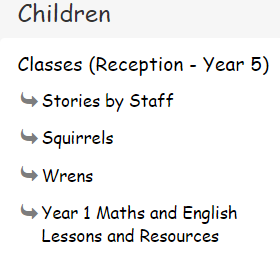 Children
Classes (Reception - Year 5)
Stories by Staff
Squirrels
Wrens
Year 1 Maths and English
Lessons and Resources